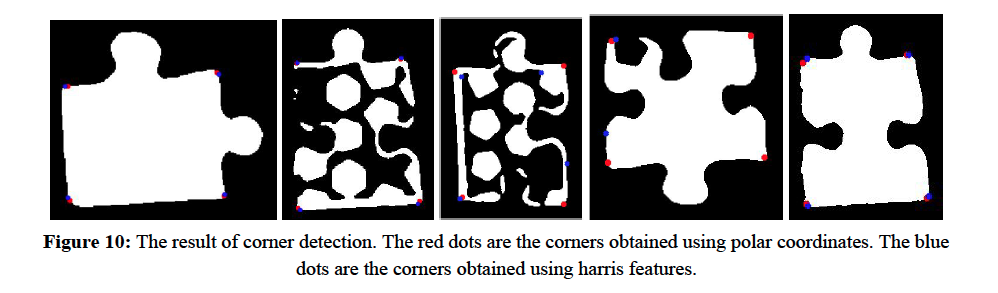 Figure 10: The result of corner detection. The red dots are the corners obtained using polar coordinates. The blue
dots are the corners obtained using harris features.